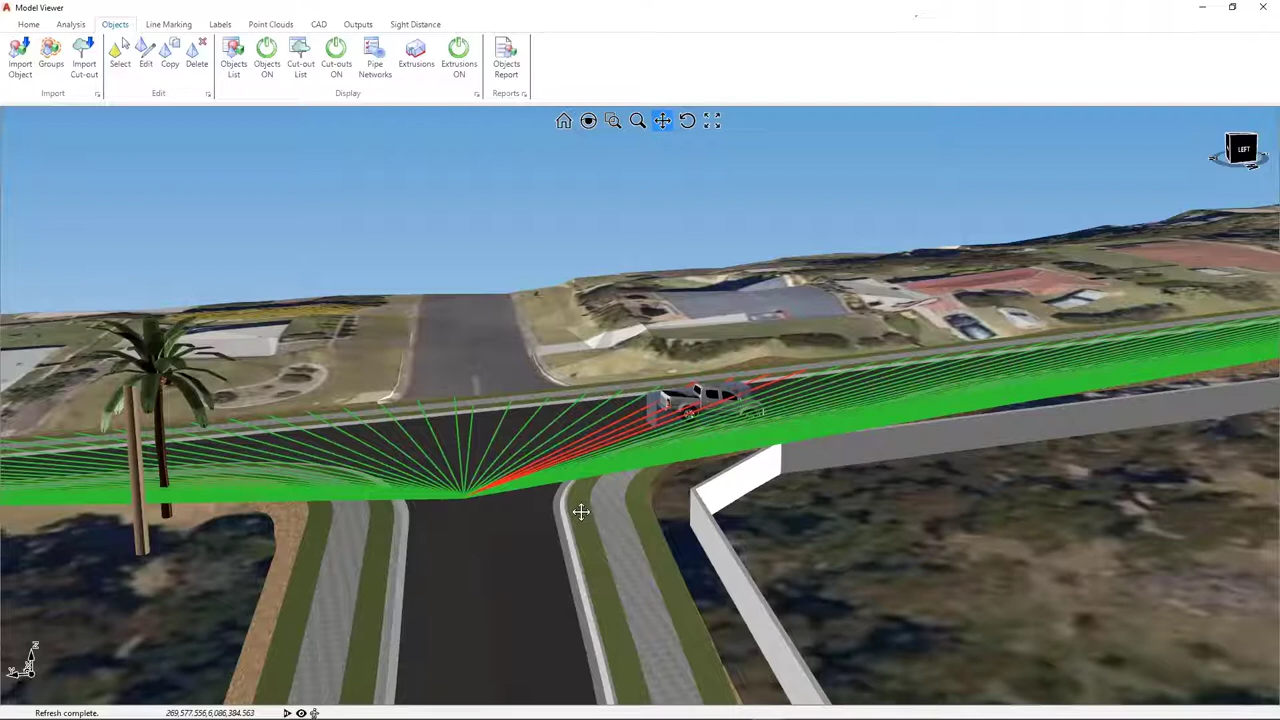 Model Viewer
Home Analysis Objects Line Marking Labels Point Clouds CAD Outputs Sight Distance
Import Object
Groups
Import Cut-out
Select
Edit
Copy
Delete
Objects List
Objects ON
Cut-out List
Cut-outs ON
Pipe Networks
Extrusions
Extrusions ON
Objects Report
Import Edit Display Reports
LEFT
Z
Refresh complete. 269,577.556,6,086,384.563